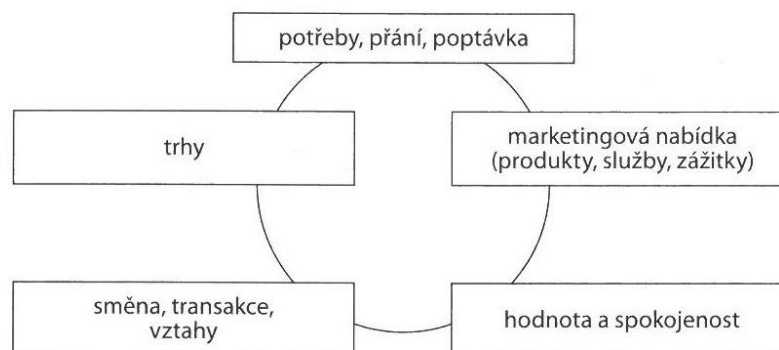 potřeby, přání, poptávka
trhy
marketingová nabídka
(produkty, služby, zážitky)
směna, transakce,
vztahy
hodnota a spokojenost